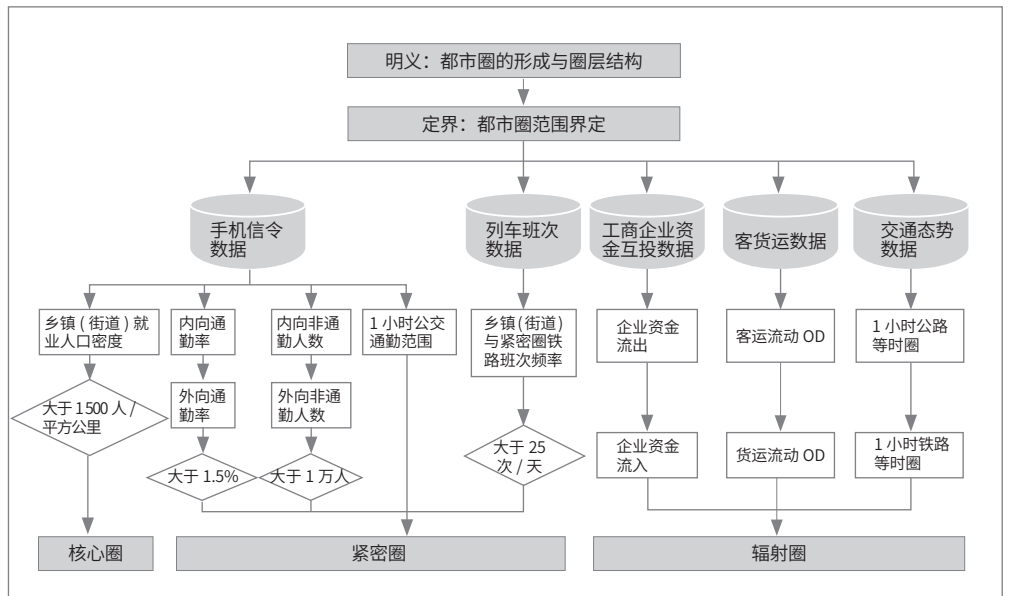 明义：都市圈的形成与圈层结构
定界：都市圈范围界定
手机信令
数据
列车班次
数据
工商企业资
金互投数据
客货运数据
交通态势
数据
乡镇 ( 街道 ) 就
业人口密度
内向通
勤率
内向非通
勤人数
1 小时公交
通勤范围
乡镇 ( 街道)
与紧密圈铁
路班次频率
企业资金
流出
客运流动 OD
1 小时公路
等时圈
大于 1500 人 /
平方公里
外向通
勤率
外向非通
勤人数
大于 1.5%
大于 1 万人
大于 25
次 / 天
企业资金
流入
货运流动 OD
1 小时铁路
等时圈
核心圈
紧密圈
辐射圈